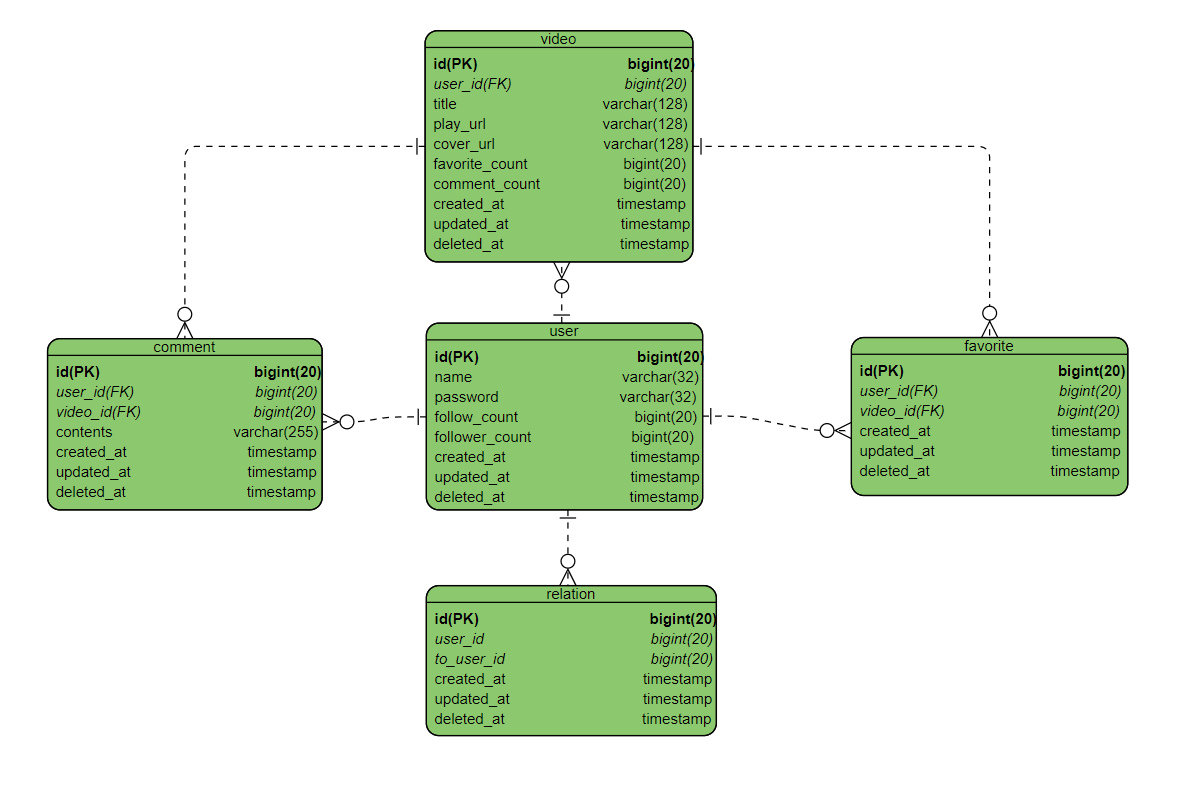 video
id(PK) bigint(20)
user_id(FK) bigint(20)
title varchar(128)
play_url varchar(128)
cover_url varchar(128)
favorite_count bigint(20)
comment_count bigint(20)
created_at timestamp
updated_at timestamp
deleted_at timestamp
comment
id(PK) bigint(20)
user_id(FK) bigint(20)
video_id(FK) bigint(20)
contents varchar(255)
created_at timestamp
updated_at timestamp
deleted_at timestamp
user
id(PK) bigint(20)
name varchar(32)
password varchar(32)
follow_count bigint(20)
follower_count bigint(20)
created_at timestamp
updated_at timestamp
deleted_at timestamp
favorite
id(PK) bigint(20)
user_id(FK) bigint(20)
video_id(FK) bigint(20)
created_at timestamp
updated_at timestamp
deleted_at timestamp
relation
id(PK) bigint(20)
user_id bigint(20)
to_user_id bigint(20)
created_at timestamp
updated_at timestamp
deleted_at timestamp